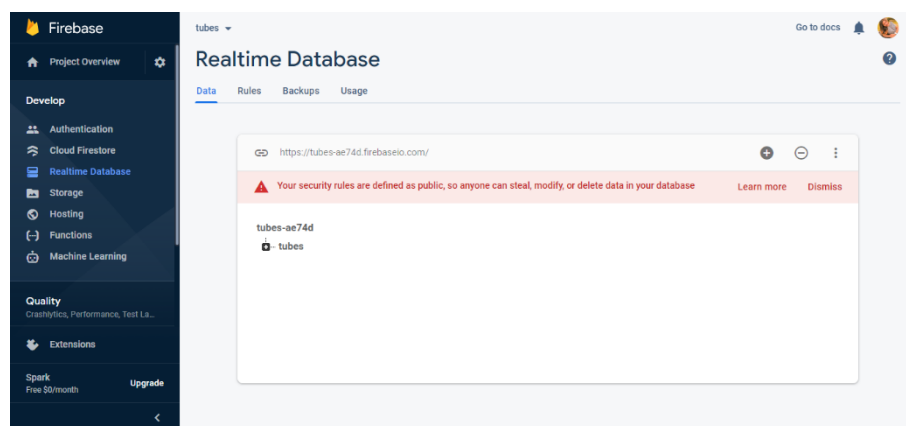 Firebase
Project Overview
Develop
Authentication
Cloud Firestore
Realtime Database
Storage
Hosting
Functions
Machine Learning
Quality
Crashlytics, Performance, Test La...
Extensions
Spark
Free $0/month
Upgrade
tubes
Go to docs
Realtime Database
Data Rules Backups Usage
https://tubes-ae74d.firebaseio.com/
Your security rules are defined as public, so anyone can steal, modify, or delete data in your database Learn more Dismiss
tubes-ae74d
tubes